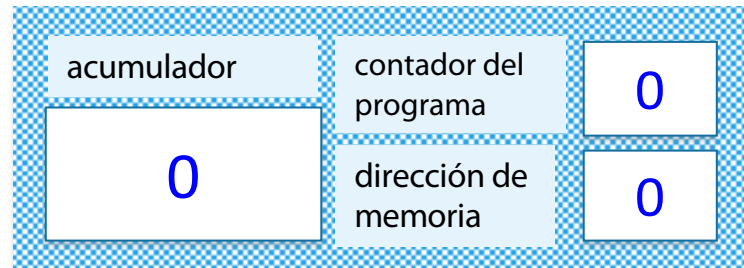 acumulador
0
contador del
programa
0
dirección de
memoria
0